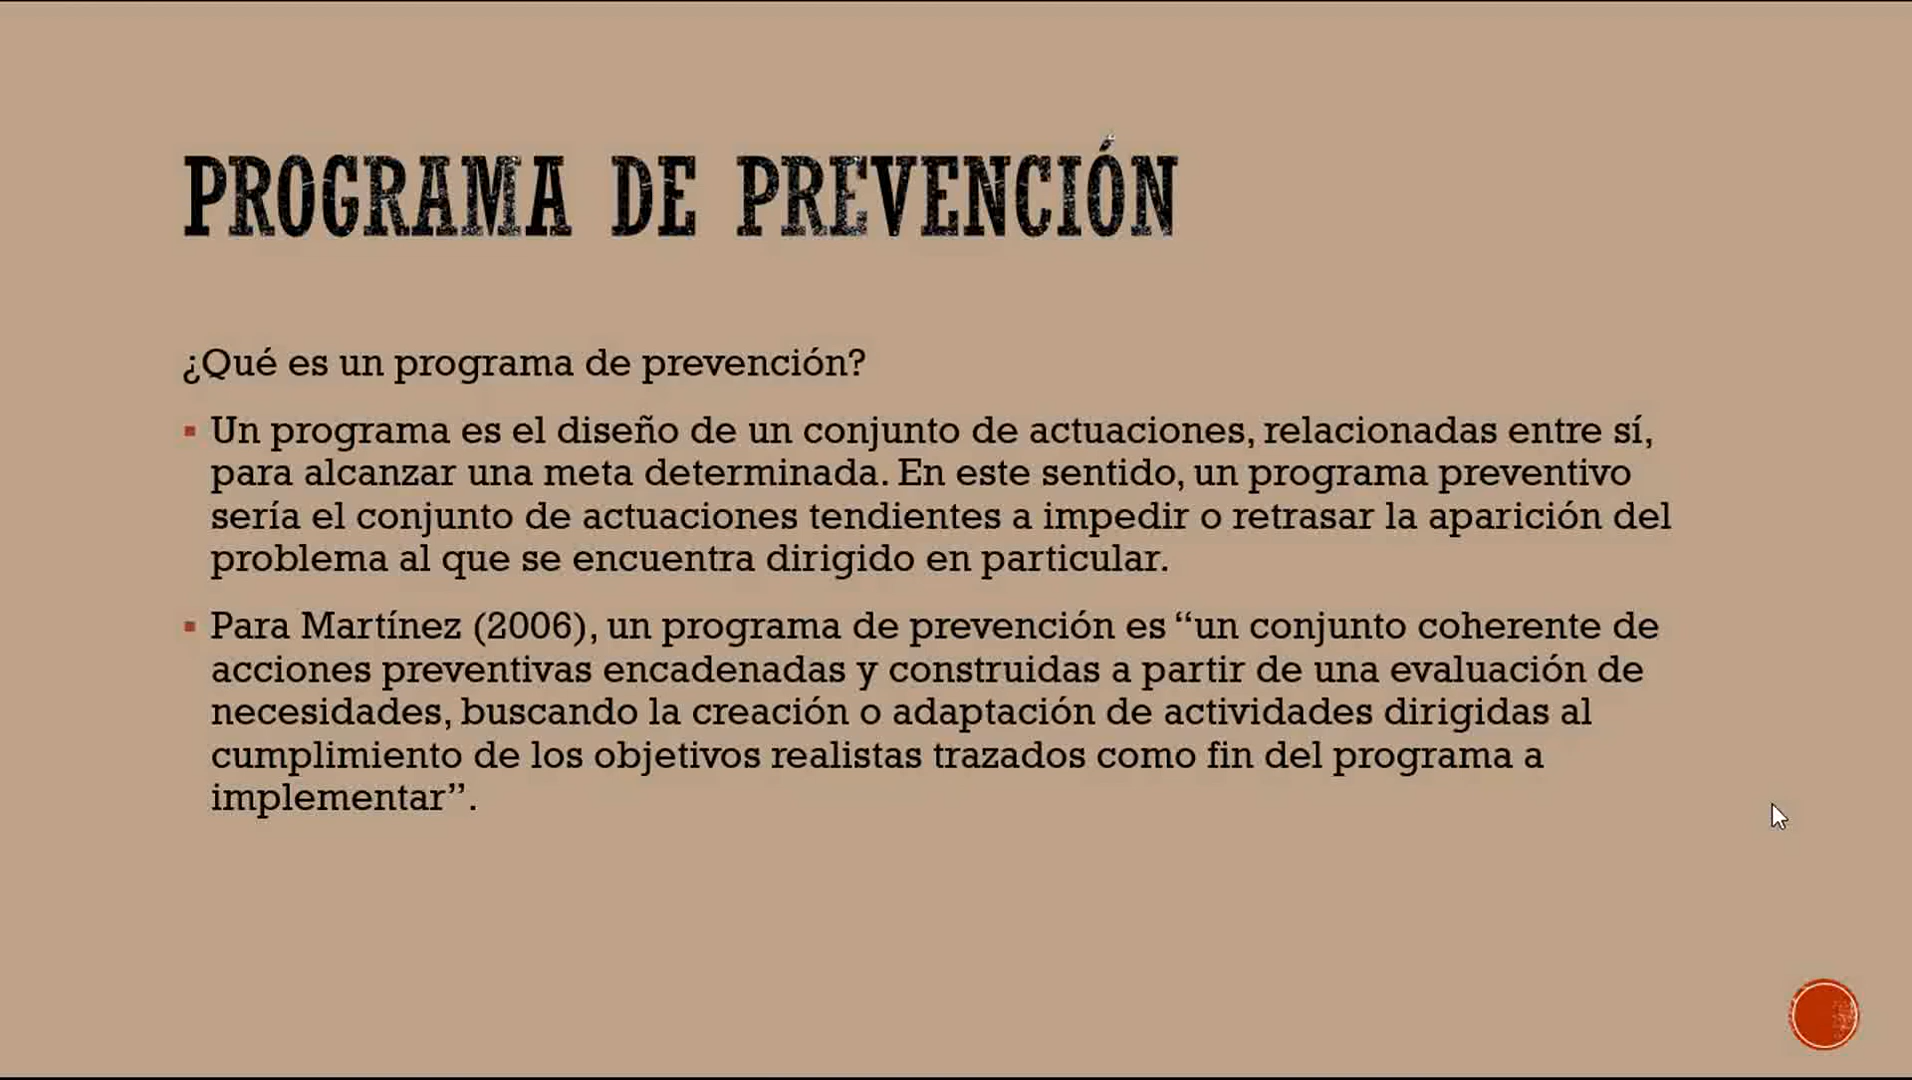 PROGRAMA DE PREVENCIÓN
¿Qué es un programa de prevención?
▪ Un programa es el diseño de un conjunto de actuaciones, relacionadas entre sí,
para alcanzar una meta determinada. En este sentido, un programa preventivo
sería el conjunto de actuaciones tendientes a impedir o retrasar la aparición del
problema al que se encuentra dirigido en particular.
▪ Para Martínez (2006), un programa de prevención es “un conjunto coherente de
acciones preventivas encadenadas y construidas a partir de una evaluación de
necesidades, buscando la creación o adaptación de actividades dirigidas al
cumplimiento de los objetivos realistas trazados como fin del programa a
implementar”.